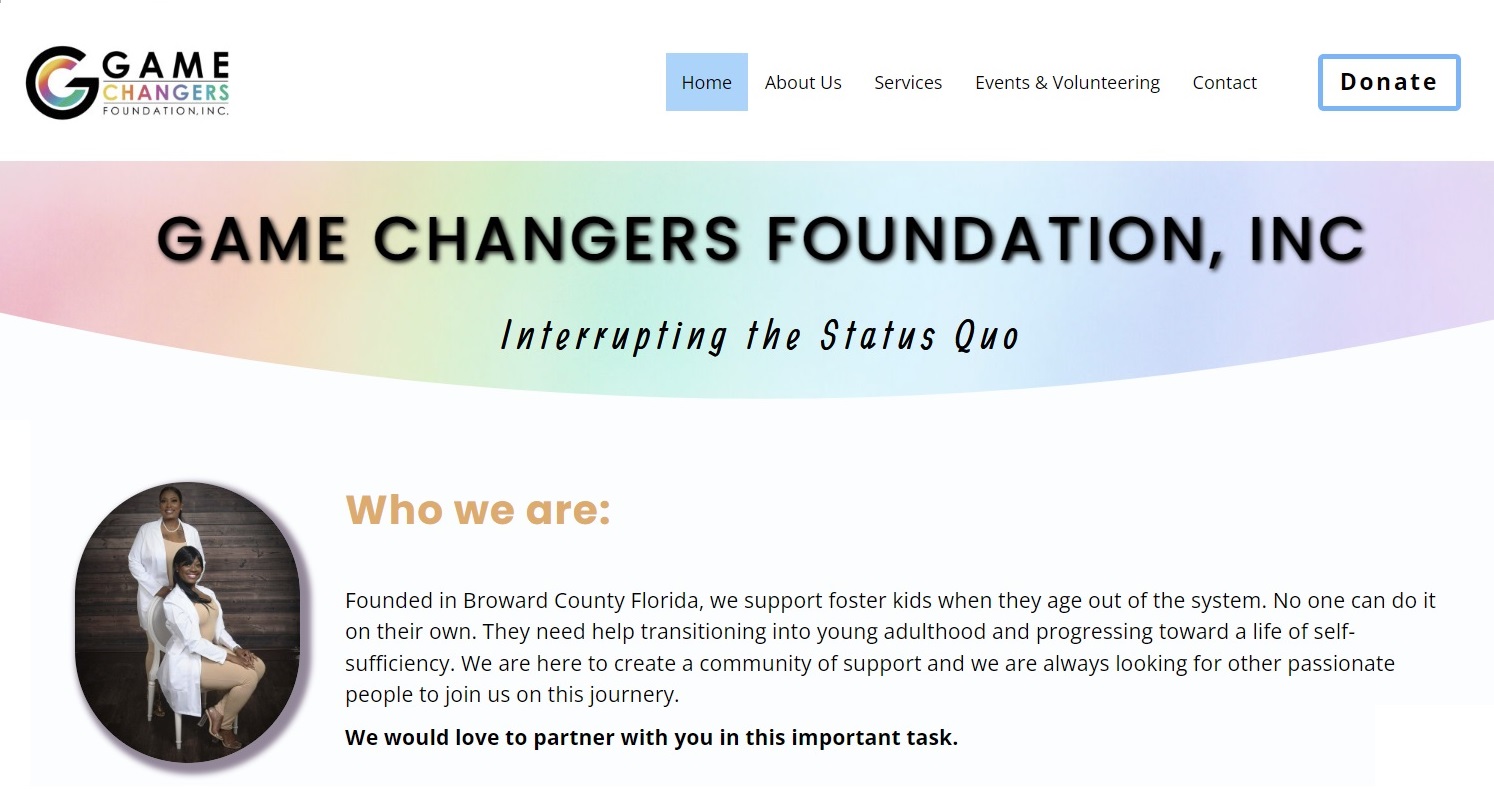 GAME
CHANGERS
FOUNDATION, INC.
Home About Us Services Events & Volunteering Contact Donate
GAME CHANGERS FOUNDATION, INC
Interrupting the Status Quo
Who we are:
Founded in Broward County Florida, we support foster kids when they age out of the system. No one can do it
on their own. They need help transitioning into young adulthood and progressing toward a life of self-
sufficiency. We are here to create a community of support and we are always looking for other passionate
people to join us on this journery.
We would love to partner with you in this important task.